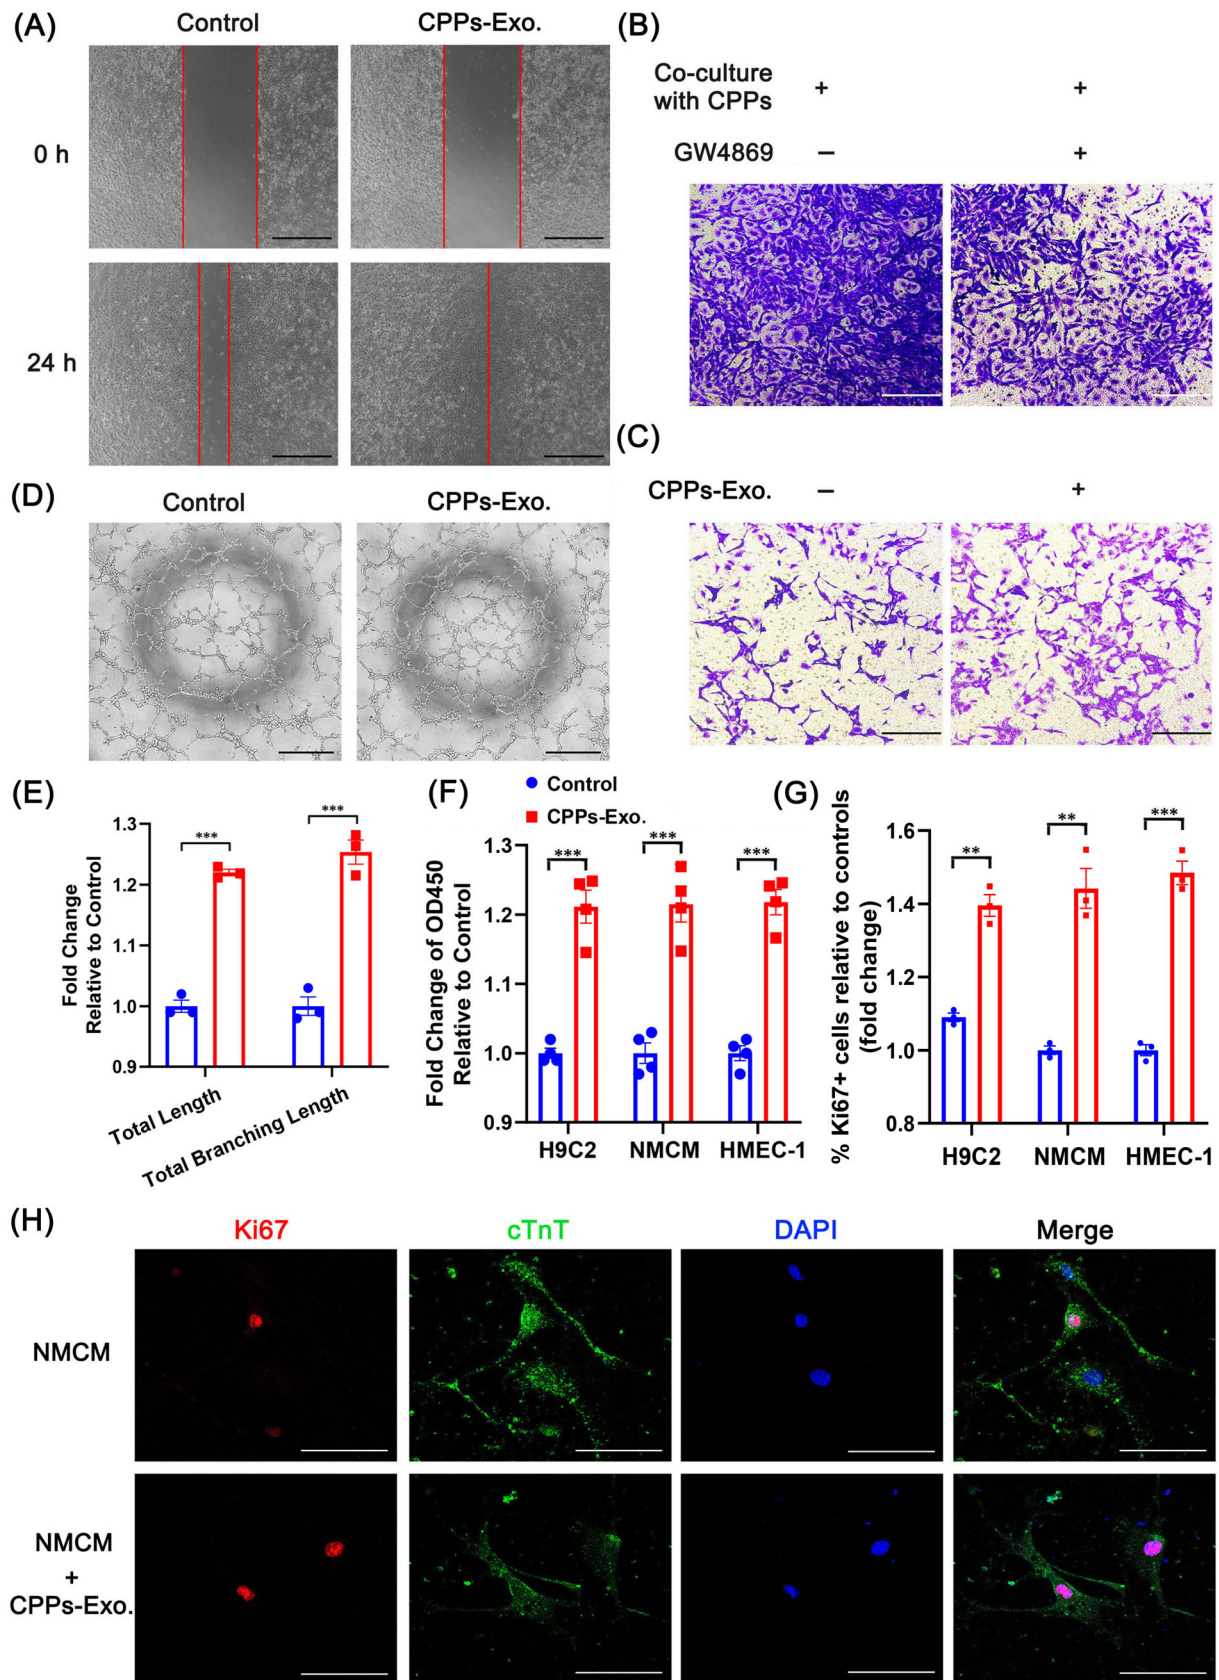 (A)
Control
CPPs-Exo.
0 h
24 h
(B)
Co-culture
with CPPs
+
+
GW4869
−
+
(C)
CPPs-Exo.
−
+
(D)
Control
CPPs-Exo.
(E)
Fold Change
Relative to Control
1.3
1.2
1.1
1.0
0.9
***
***
Total Length
Total Branching Length
(F)
Control
CPPs-Exo.
Fold Change of OD450
Relative to Control
1.3
1.2
1.1
1.0
0.9
***
***
***
H9C2
NMCM
HMEC-1
(G)
% Ki67+ cells relative to controls
(fold change)
1.6
1.4
1.2
1.0
0.8
**
**
***
H9C2
NMCM
HMEC-1
(H)
Ki67
cTnT
DAPI
Merge
NMCM
NMCM
+
CPPs-Exo.